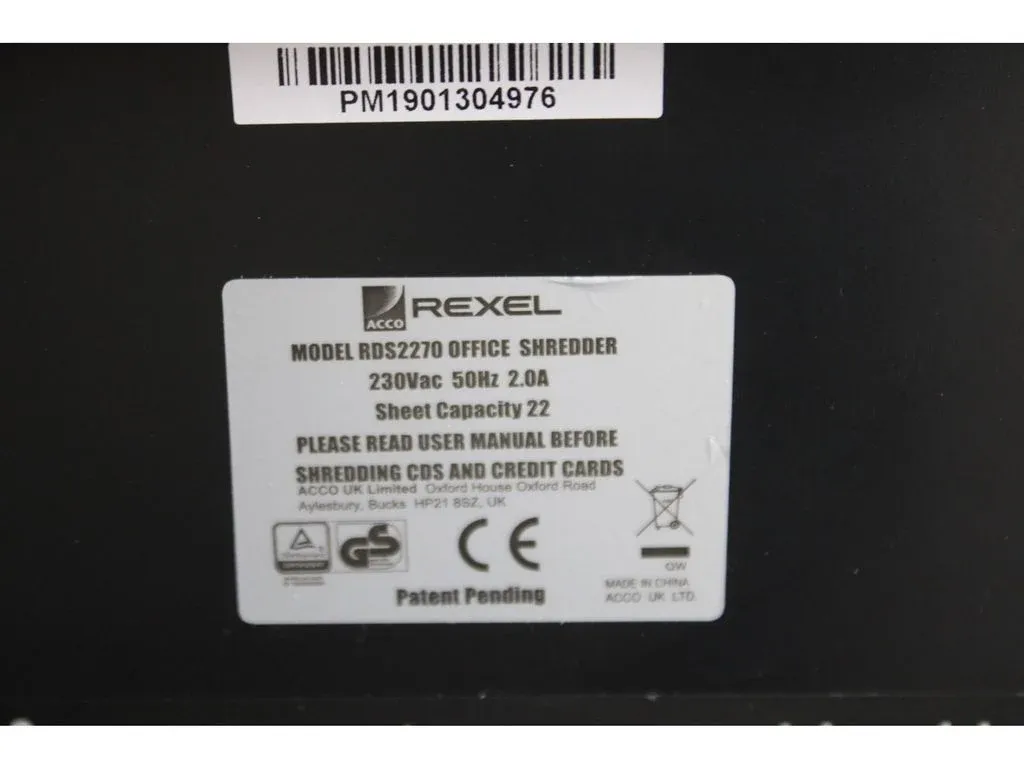 PM1901304976
ACCO REXEL
MODEL RDS2270 OFFICE SHREDDER
230Vac 50Hz 2.0A
Sheet Capacity 22
PLEASE READ USER MANUAL BEFORE
SHREDDING CDS AND CREDIT CARDS
ACCO UK Limited Oxford House Oxford Road
Aylesbury, Bucks HP21 8SZ, UK
GS CE
OW
Patent Pending
MADE IN CHINA
ACCO UK LTD.